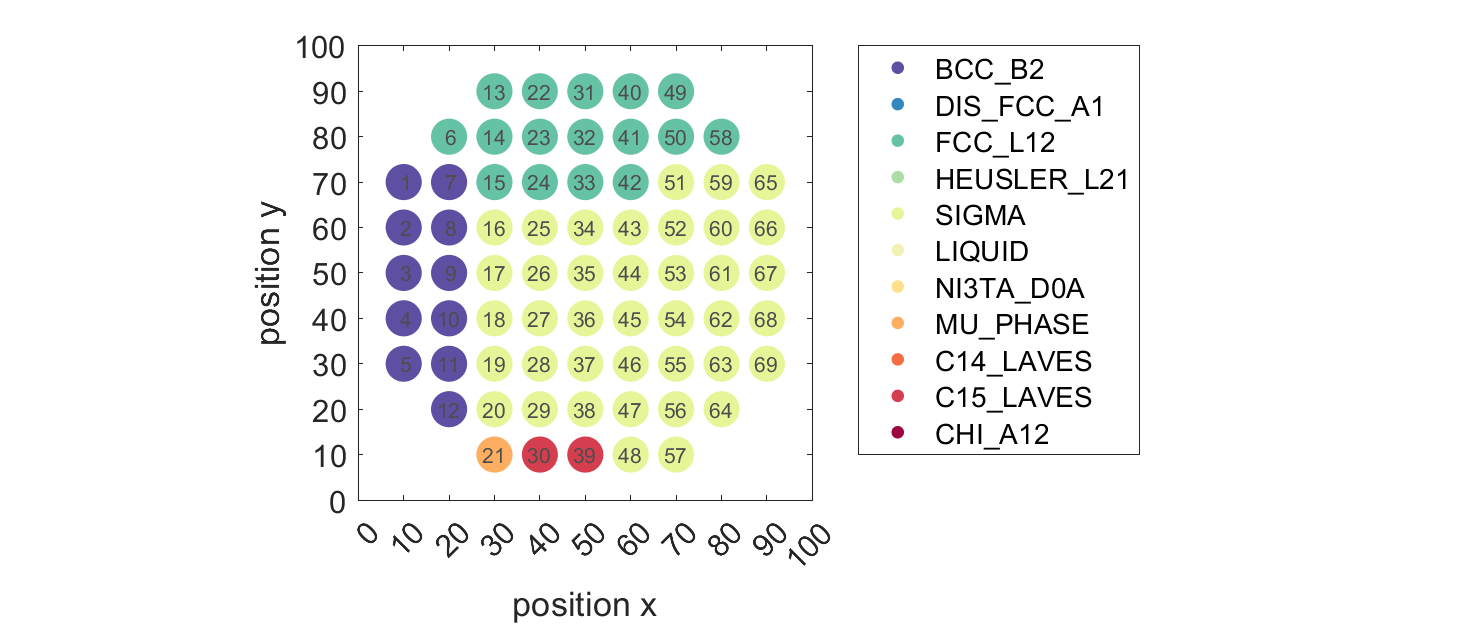 100
90
80
70
60
50
40
30
20
10
0
position y
13 22 31 40 49
6 14 23 32 41 50 58
1 7 15 24 33 42 51 59 65
2 8 16 25 34 43 52 60 66
3 9 17 26 35 44 53 61 67
4 10 18 27 36 45 54 62 68
5 11 19 28 37 46 55 63 69
12 20 29 38 47 56 64
21 30 39 48 57
0 10 20 30 40 50 60 70 80 90 100
position x
BCC_B2
DIS_FCC_A1
FCC_L12
HEUSLER_L21
SIGMA
LIQUID
NI3TA_D0A
MU_PHASE
C14_LAVES
C15_LAVES
CHI_A12